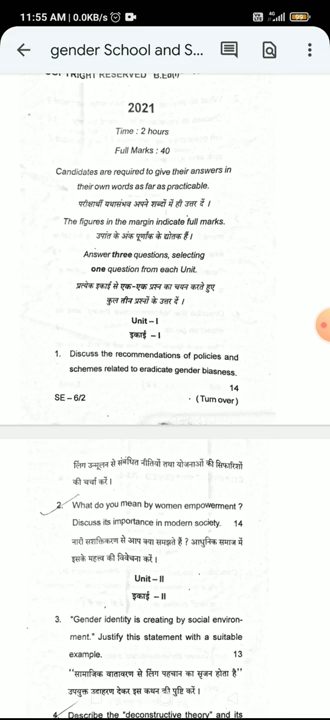 11:55 AM | 0.0KB/s
4G
99
gender School and S...
RIGHT RESERVED B.Ed(I)
2021
Time : 2 hours
Full Marks : 40
Candidates are required to give their answers in
their own words as far as practicable.
परीक्षार्थी यथासंभव अपने शब्दों में ही उत्तर दें ।
The figures in the margin indicate full marks.
उपांत के अंक पूर्णांक के द्योतक हैं ।
Answer three questions, selecting
one question from each Unit.
प्रत्येक इकाई से एक-एक प्रश्न का चयन करते हुए
कुल तीन प्रश्नों के उत्तर दें ।
Unit – I
इकाई – I
1. Discuss the recommendations of policies and
schemes related to eradicate gender biasness.
14
SE – 6/2
( Turn over )
लिंग उन्मूलन से संबंधित नीतियों तथा योजनाओं की सिफारिशों
की चर्चा करें ।
2. What do you mean by women empowerment ?
Discuss its importance in modern society. 14
नारी सशक्तिकरण से आप क्या समझते हैं ? आधुनिक समाज में
इसके महत्व की विवेचना करें ।
Unit – II
इकाई – II
3. "Gender identity is creating by social environ-
ment." Justify this statement with a suitable
example. 13
"सामाजिक वातावरण से लिंग पहचान का सृजन होता है"
उपयुक्त उदाहरण देकर इस कथन की पुष्टि करें ।
4. Describe the "deconstructive theory" and its